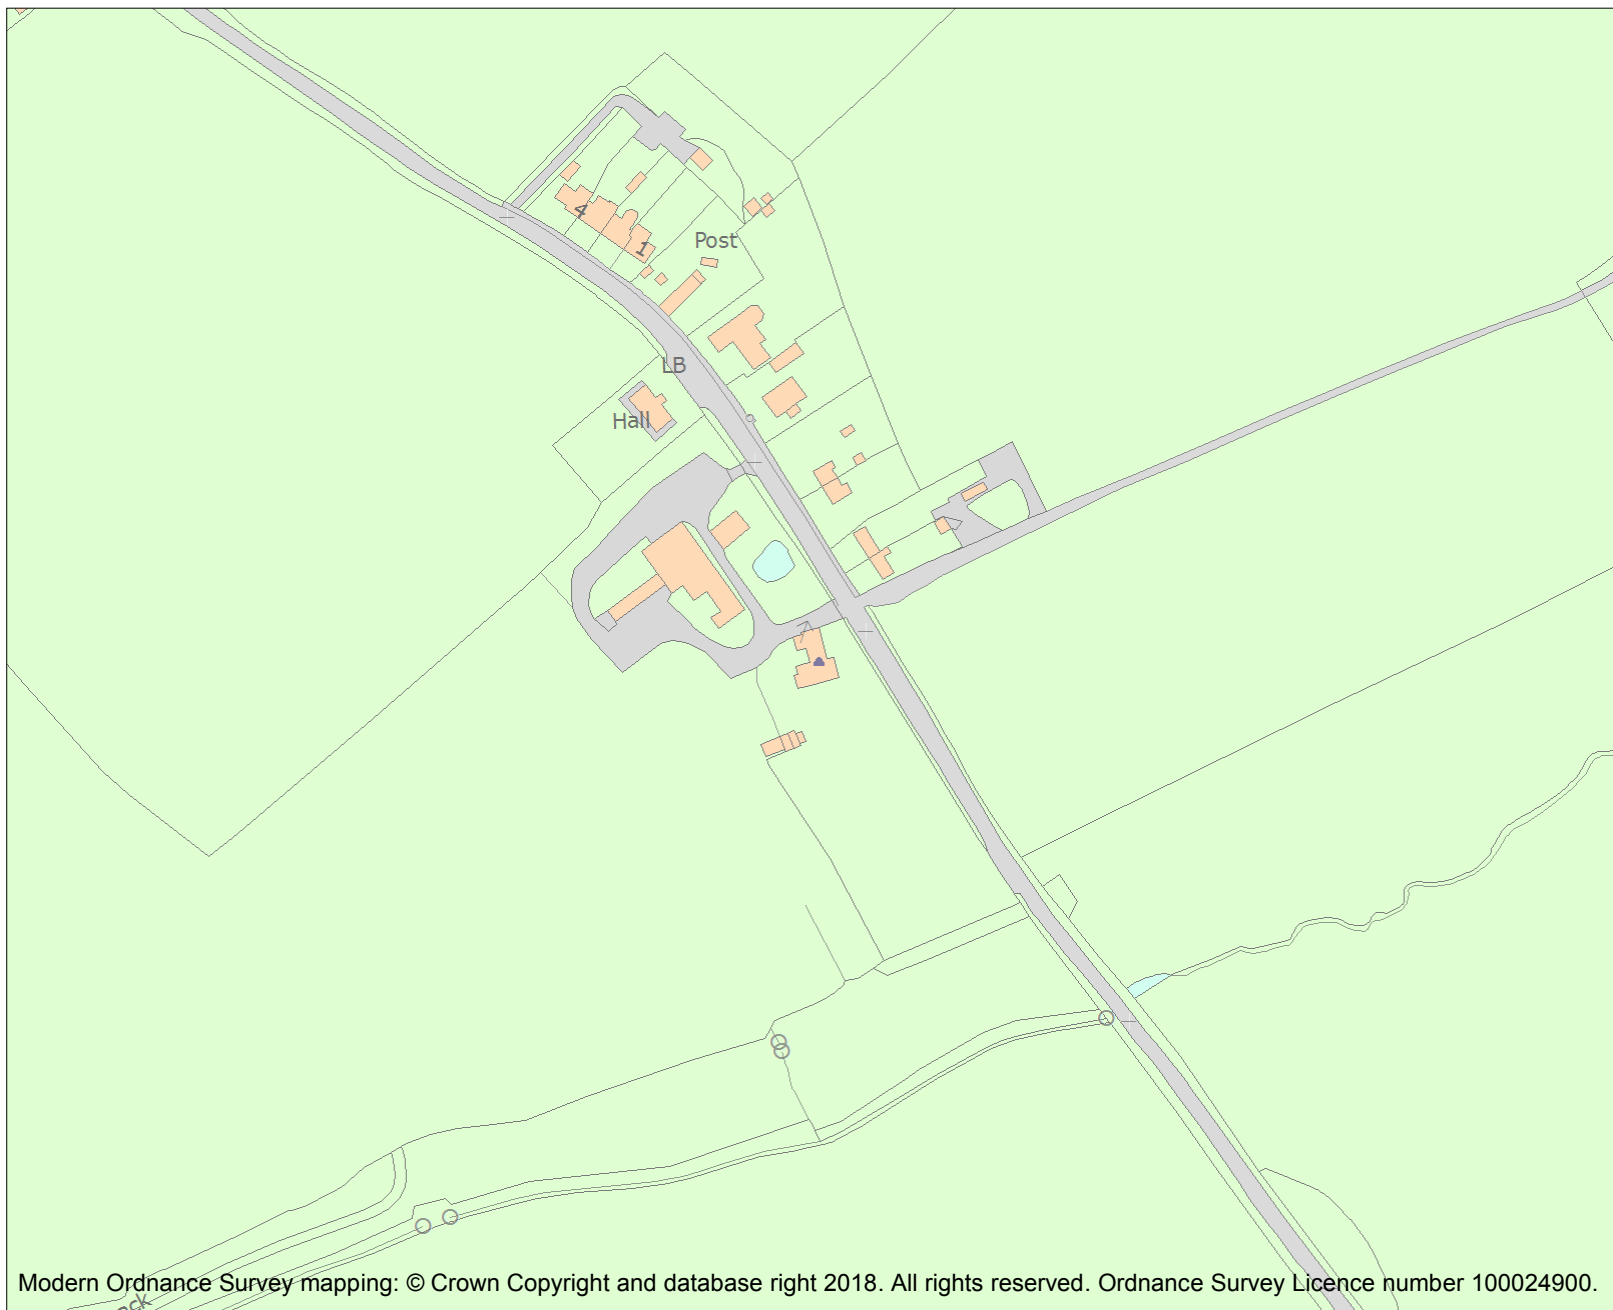 4
1
Post
LB
Hall
Modern Ordnance Survey mapping: © Crown Copyright and database right 2018. All rights reserved. Ordnance Survey Licence number 100024900.